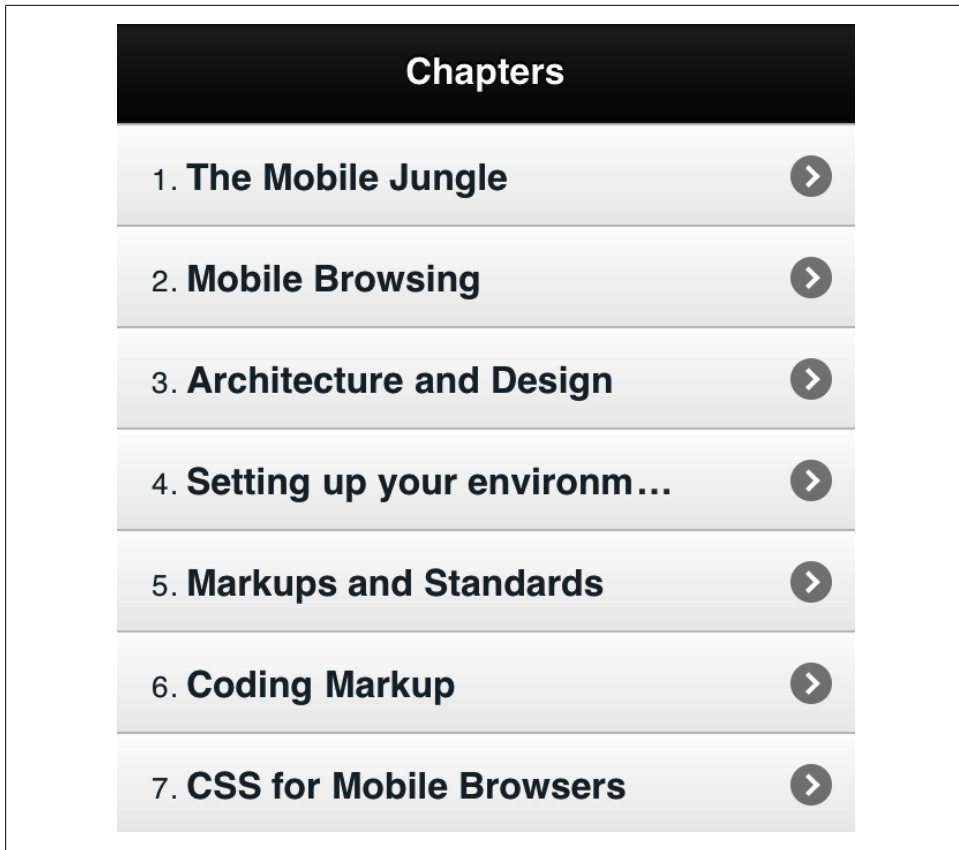 Chapters
1. The Mobile Jungle
2. Mobile Browsing
3. Architecture and Design
4. Setting up your environm...
5. Markups and Standards
6. Coding Markup
7. CSS for Mobile Browsers